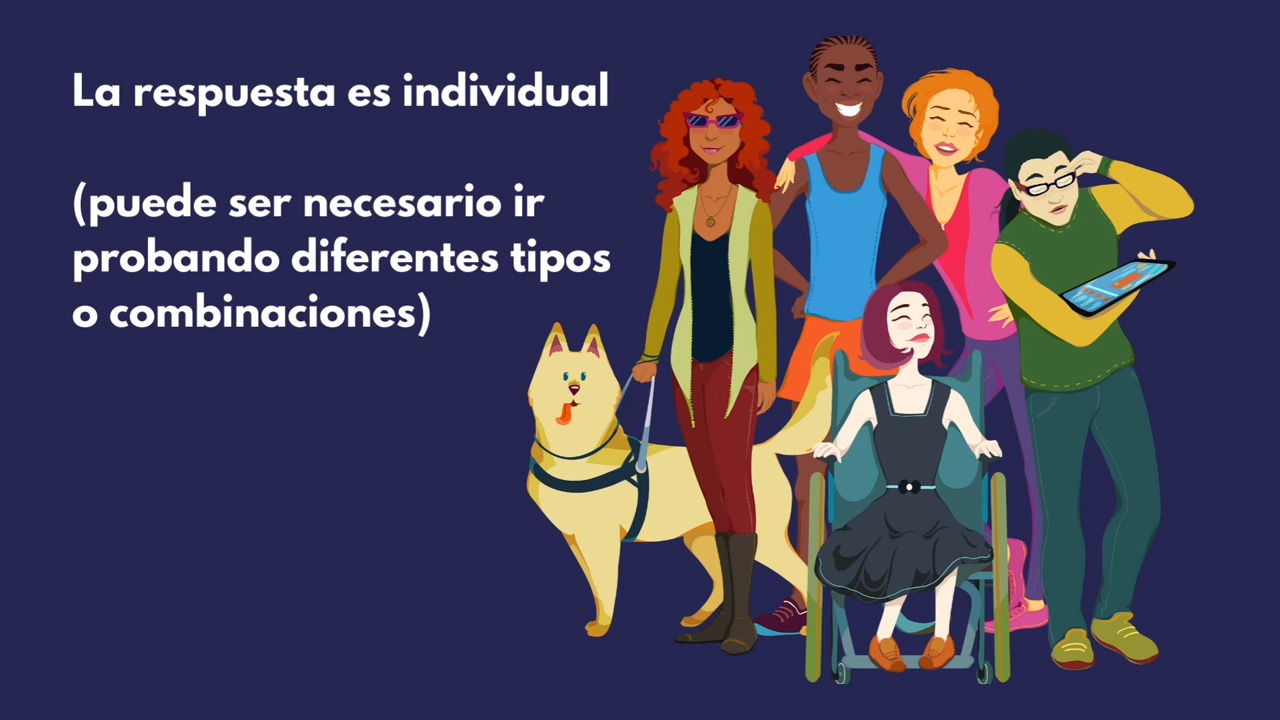 La respuesta es individual
(puede ser necesario ir
probando diferentes tipos
o combinaciones)